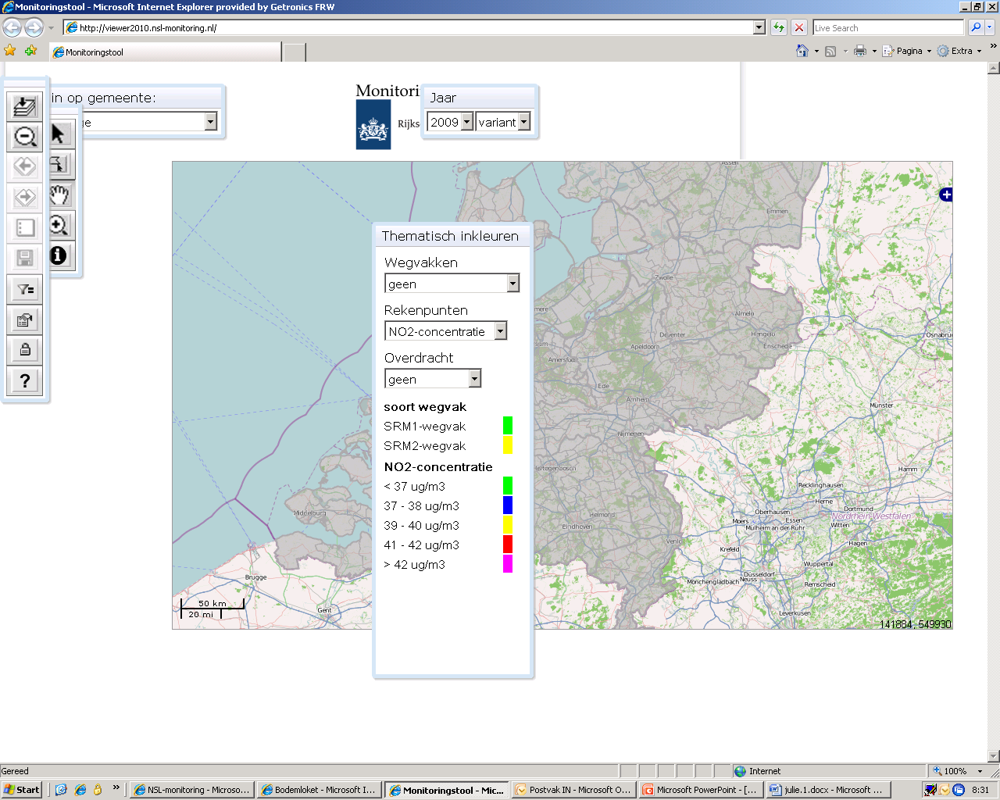 Monitoringstool - Microsoft Internet Explorer provided by Getronics FRW
http://viewer2010.nsl-monitoring.nl/
Live Search
Monitoringstool
Pagina
Extra
in op gemeente:
ge
Monitori
Rijks
Jaar
2009
variant
Thematisch inkleuren
Wegvakken
geen
Rekenpunten
NO2-concentratie
Overdracht
geen
soort wegvak
SRM1-wegvak
SRM2-wegvak
NO2-concentratie
< 37 ug/m3
37 - 38 ug/m3
39 - 40 ug/m3
41 - 42 ug/m3
> 42 ug/m3
?
Assen
Emmen
Zwolle
Almelo
Hengelo
Deventer
Enschede
Osnabru
Apeldoorn
Amersfoort
Ede
Arnhem
Münster
Nijmegen
Hamm
Recklinghausen
Herne
Dortmund
Oberhausen
Nordrhein-Westfalen
Moers
Essen
Witten
Mülheim an der Ruhr
Middelburg
Helmond
Eindhoven
Venlo
Hagen
Krefeld
Wuppertal
Düsseldorf
Mönchengladbach
Neuss
Remscheid
Leverkusen
Brugge
Gent
50 km
20 mi
141884, 549930
Gereed
Internet
100%
Start
NSL-monitoring - Microso...
Bodemloket - Microsoft I...
Monitoringstool - Mic...
Postvak IN - Microsoft O...
Microsoft PowerPoint - [...
julie.1.docx - Microsoft ...
8:31